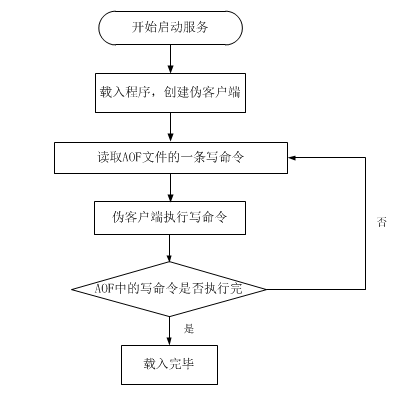 开始启动服务
载入程序，创建伪客户端
读取AOF文件的一条写命令
伪客户端执行写命令
否
AOF中的写命令是否执行完
是
载入完毕